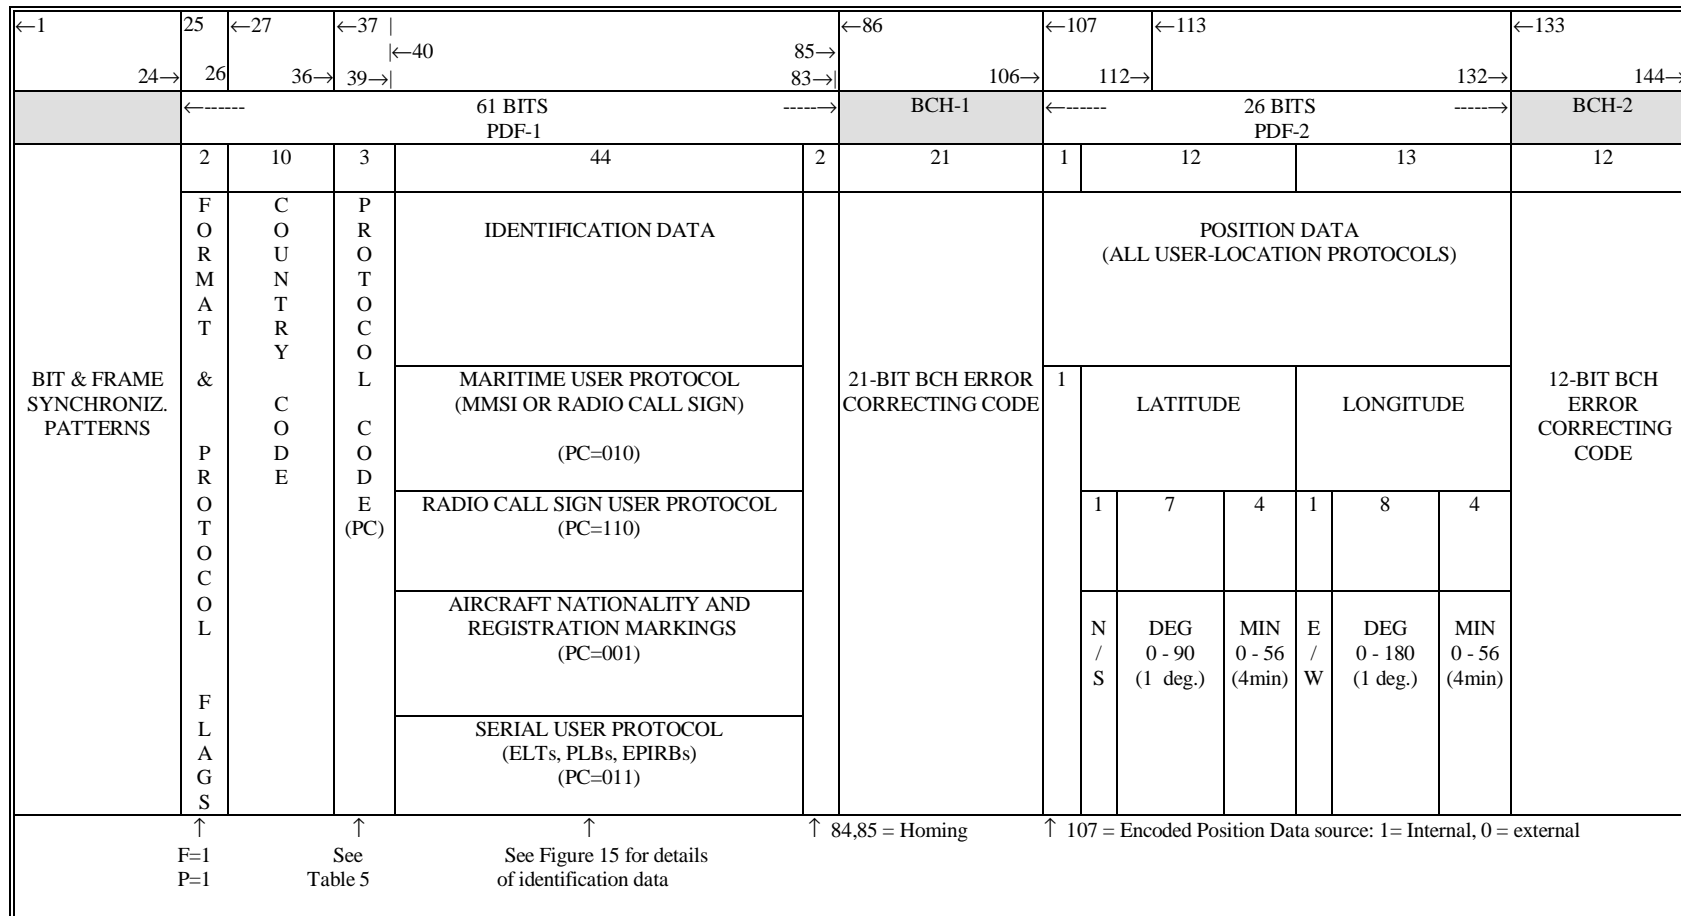 ←1 25 ←27 ←37 | ←86 ←107 ←113 ←133
|←40 85→
24→ 26 36→ 39→| 83→| 106→ 112→ 132→ 144→
←------ 61 BITS ------→ BCH-1 ←------- 26 BITS -----→ BCH-2
PDF-1 PDF-2
2 10 3 44 2 21 1 12 13 12
FORMAT & PROTOCOL FLAGS
COUNTRY CODE
PROTOCOL CODE
(PC)
IDENTIFICATION DATA
POSITION DATA
(ALL USER-LOCATION PROTOCOLS)
BIT & FRAME
SYNCHRONIZ.
PATTERNS
MARITIME USER PROTOCOL
(MMSI OR RADIO CALL SIGN)
(PC=010)
RADIO CALL SIGN USER PROTOCOL
(PC=110)
AIRCRAFT NATIONALITY AND
REGISTRATION MARKINGS
(PC=001)
SERIAL USER PROTOCOL
(ELTs, PLBs, EPIRBs)
(PC=011)
21-BIT BCH ERROR
CORRECTING CODE
1
LATITUDE LONGITUDE
1 7 4 1 8 4
N DEG MIN E DEG MIN
/ 0 - 90 0 - 56 / 0 - 180 0 - 56
S (1 deg.) (4min) W (1 deg.) (4min)
12-BIT BCH
ERROR
CORRECTING
CODE
↑ ↑ ↑ ↑ 84,85 = Homing ↑ 107 = Encoded Position Data source: 1= Internal, 0 = external
F=1 See See Figure 15 for details
P=1 Table 5 of identification data